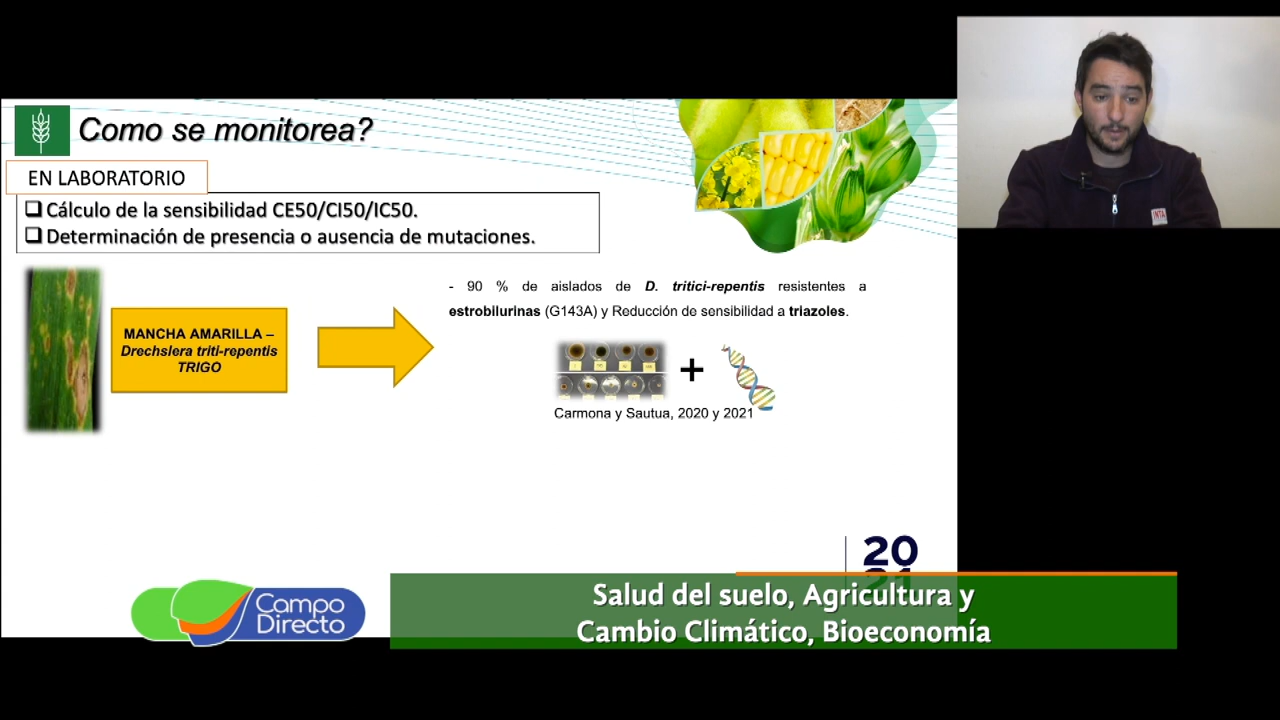 Como se monitorea?
EN LABORATORIO
Cálculo de la sensibilidad CE50/CI50/IC50.
Determinación de presencia o ausencia de mutaciones.
- 90 % de aislados de D. tritici-repentis resistentes a
estrobilurinas (G143A) y Reducción de sensibilidad a triazoles.
MANCHA AMARILLA –
Drechslera triti-repentis
TRIGO
+
Carmona y Sautua, 2020 y 2021
INTA
20
21
Campo
Directo
Salud del suelo, Agricultura y
Cambio Climático, Bioeconomía